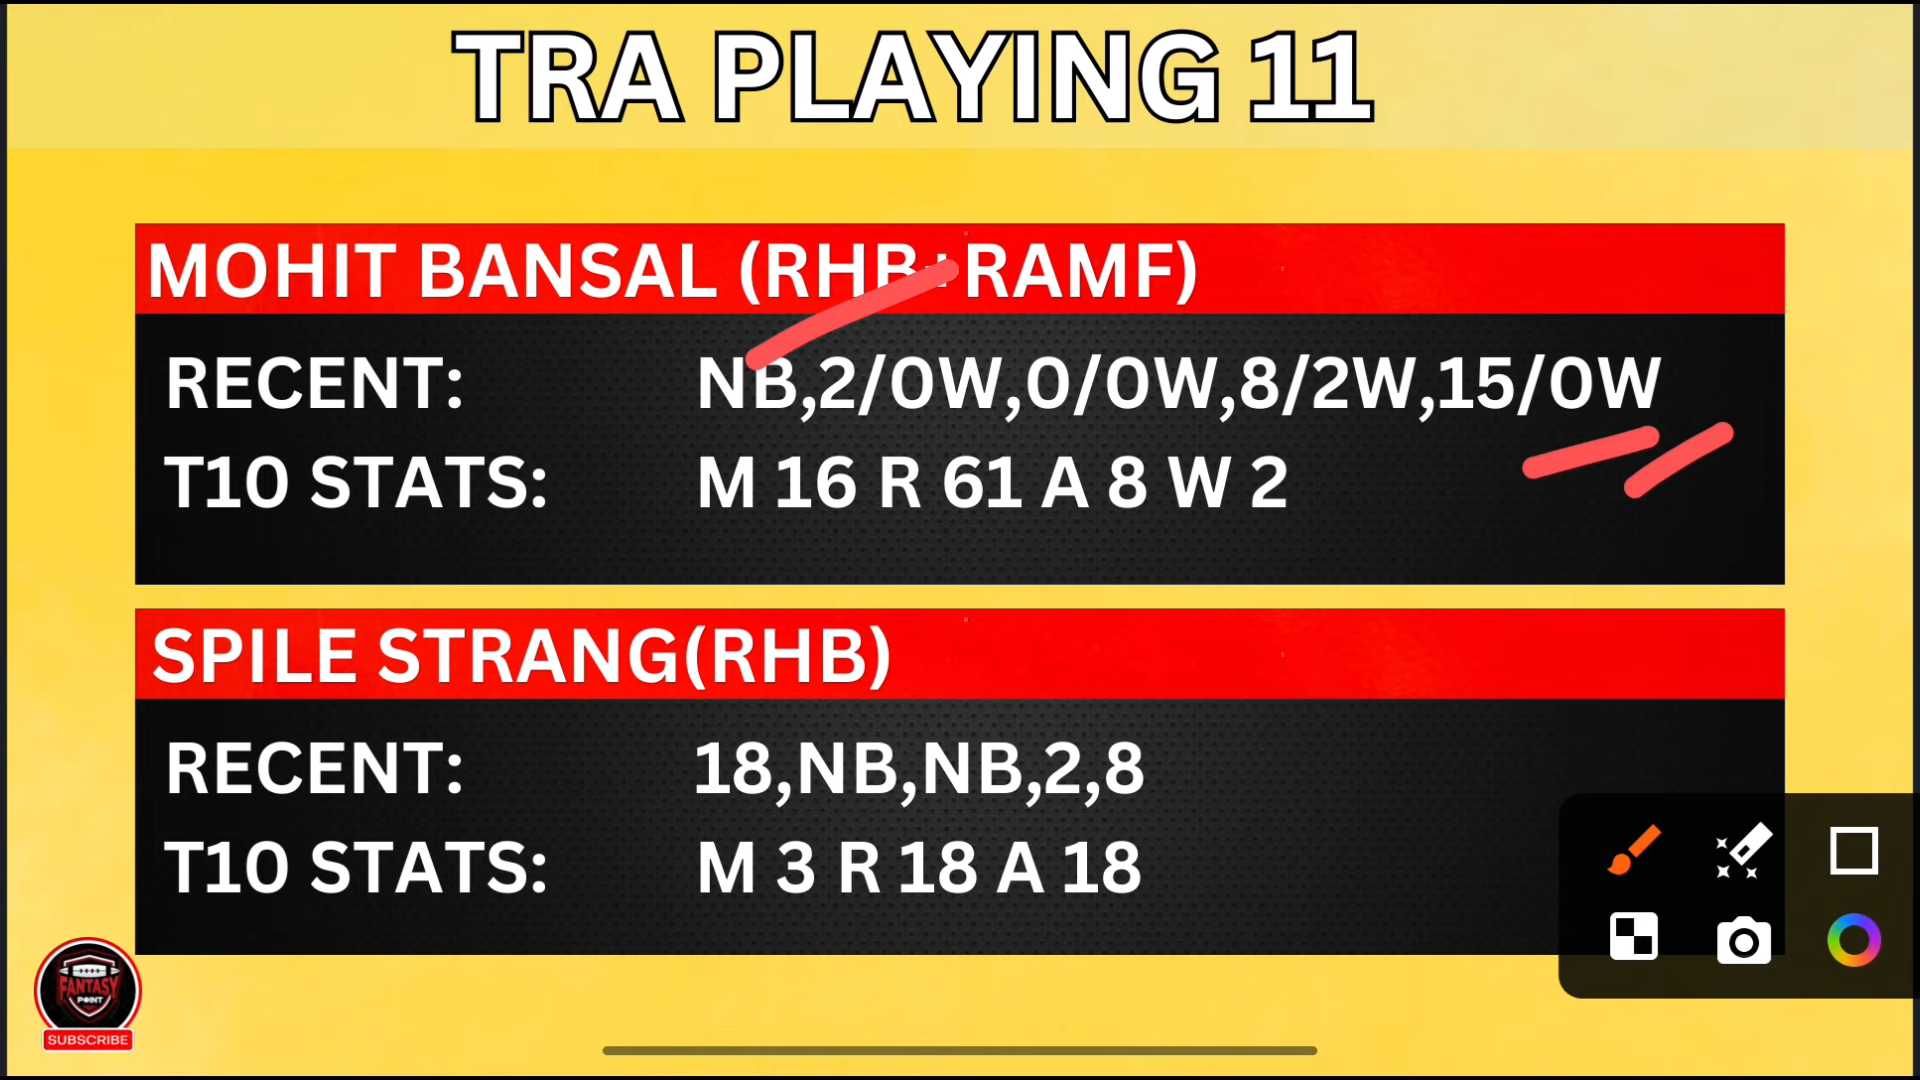 TRA PLAYING 11
MOHIT BANSAL (RHB+RAMF)
RECENT: NB,2/0W,0/0W,8/2W,15/0W
T10 STATS: M 16 R 61 A 8 W 2
SPILE STRANG(RHB)
RECENT: 18,NB,NB,2,8
T10 STATS: M 3 R 18 A 18
FANTASY
POINT
SUBSCRIBE